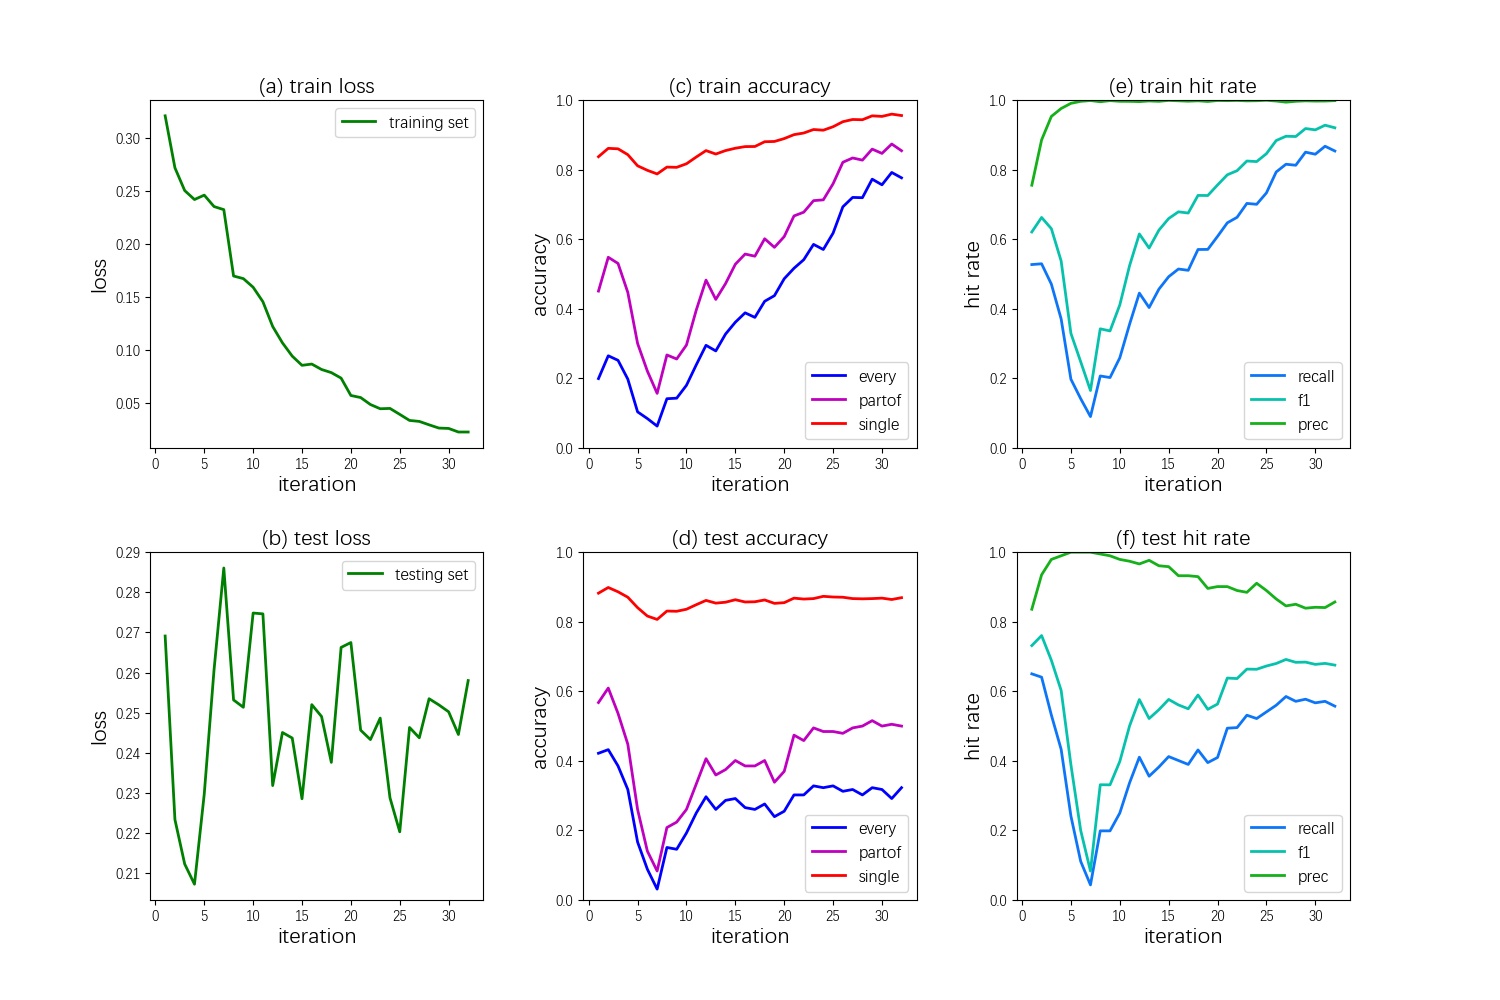 (a) train loss
training set
0.30
0.25
0.20
0.15
0.10
0.05
loss
0 5 10 15 20 25 30
iteration
(c) train accuracy
1.0
0.8
0.6
0.4
0.2
0.0
accuracy
every
partof
single
0 5 10 15 20 25 30
iteration
(e) train hit rate
1.0
0.8
0.6
0.4
0.2
0.0
hit rate
recall
f1
prec
0 5 10 15 20 25 30
iteration
(b) test loss
testing set
0.29
0.28
0.27
0.26
0.25
0.24
0.23
0.22
0.21
loss
0 5 10 15 20 25 30
iteration
(d) test accuracy
1.0
0.8
0.6
0.4
0.2
0.0
accuracy
every
partof
single
0 5 10 15 20 25 30
iteration
(f) test hit rate
1.0
0.8
0.6
0.4
0.2
0.0
hit rate
recall
f1
prec
0 5 10 15 20 25 30
iteration